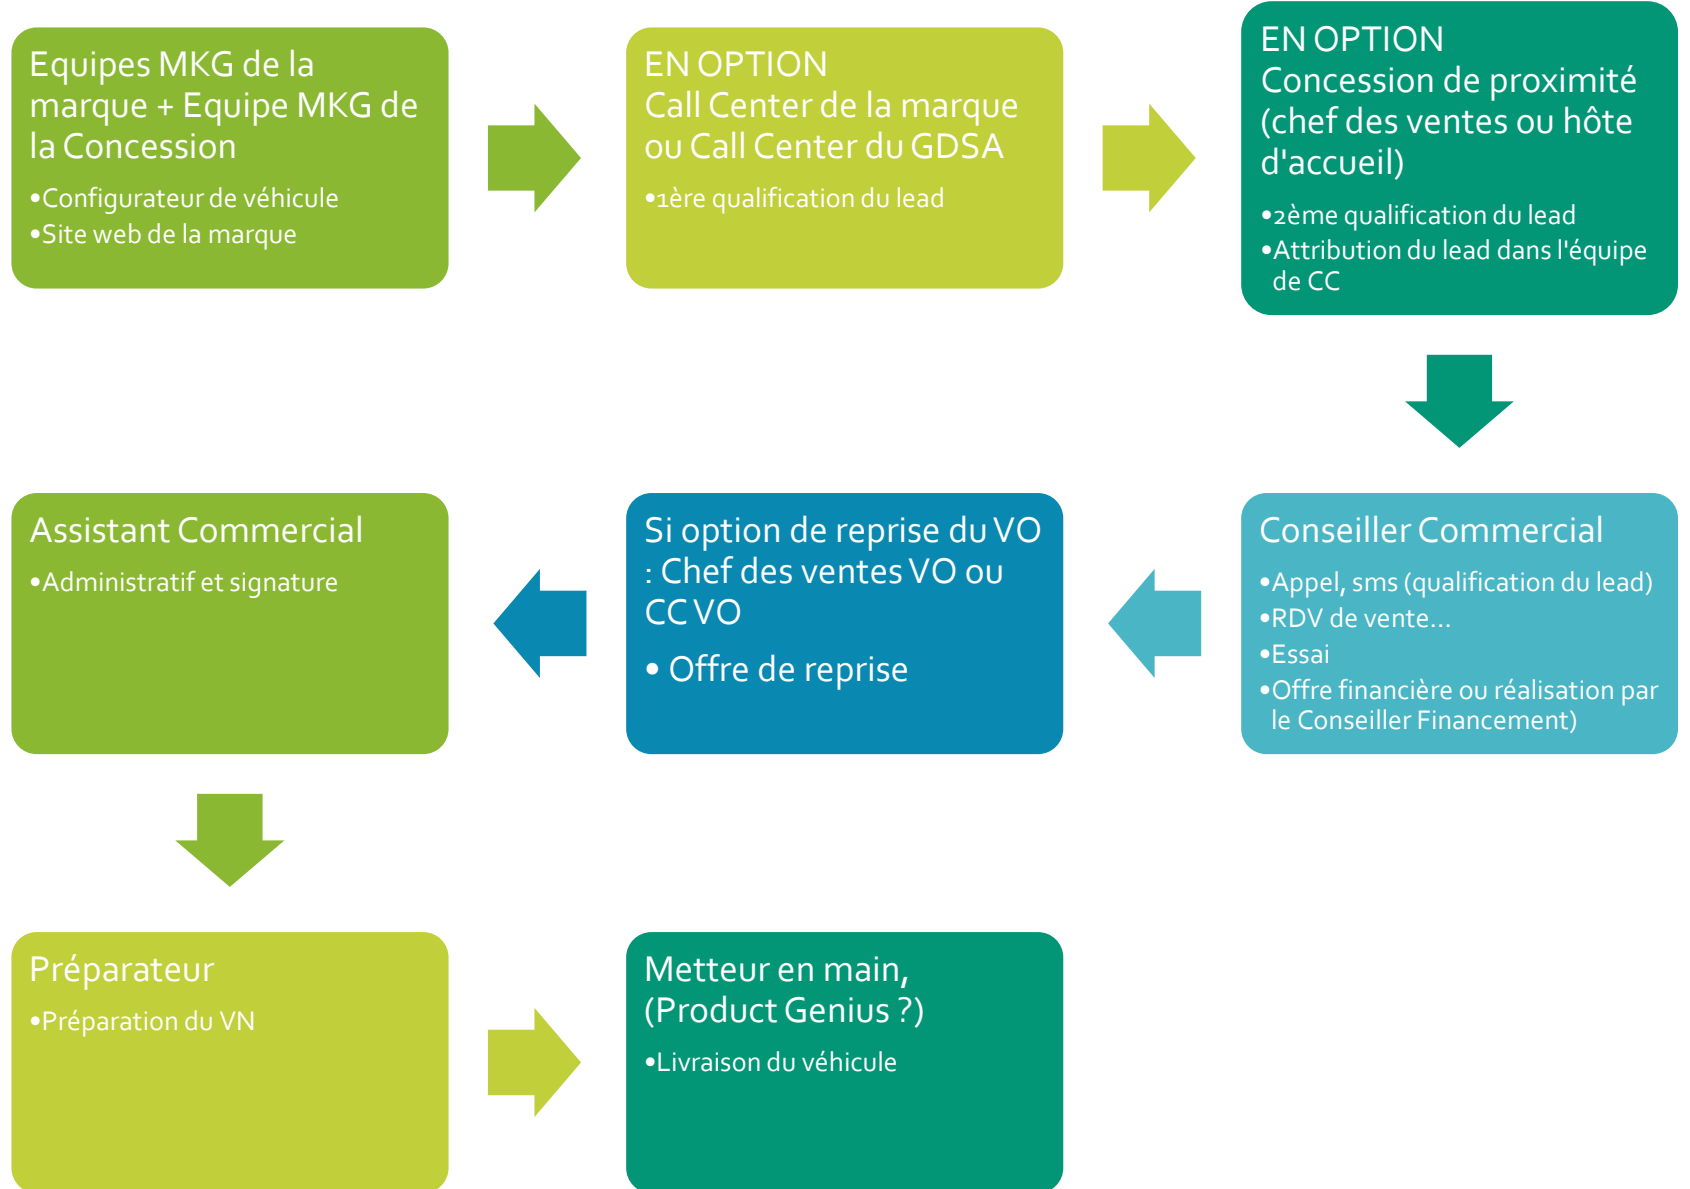 Equipes MKG de la
marque + Equipe MKG de
la Concession
•Configurateur de véhicule
•Site web de la marque
EN OPTION
Call Center de la marque
ou Call Center du GDSA
•1ère qualification du lead
EN OPTION
Concession de proximité
(chef des ventes ou hôte
d'accueil)
•2ème qualification du lead
•Attribution du lead dans l'équipe
de CC
Conseiller Commercial
•Appel, sms (qualification du lead)
•RDV de vente...
•Essai
•Offre financière ou réalisation par
le Conseiller Financement)
Si option de reprise du VO
: Chef des ventes VO ou
CC VO
• Offre de reprise
Assistant Commercial
•Administratif et signature
Préparateur
•Préparation du VN
Metteur en main,
(Product Genius ?)
•Livraison du véhicule